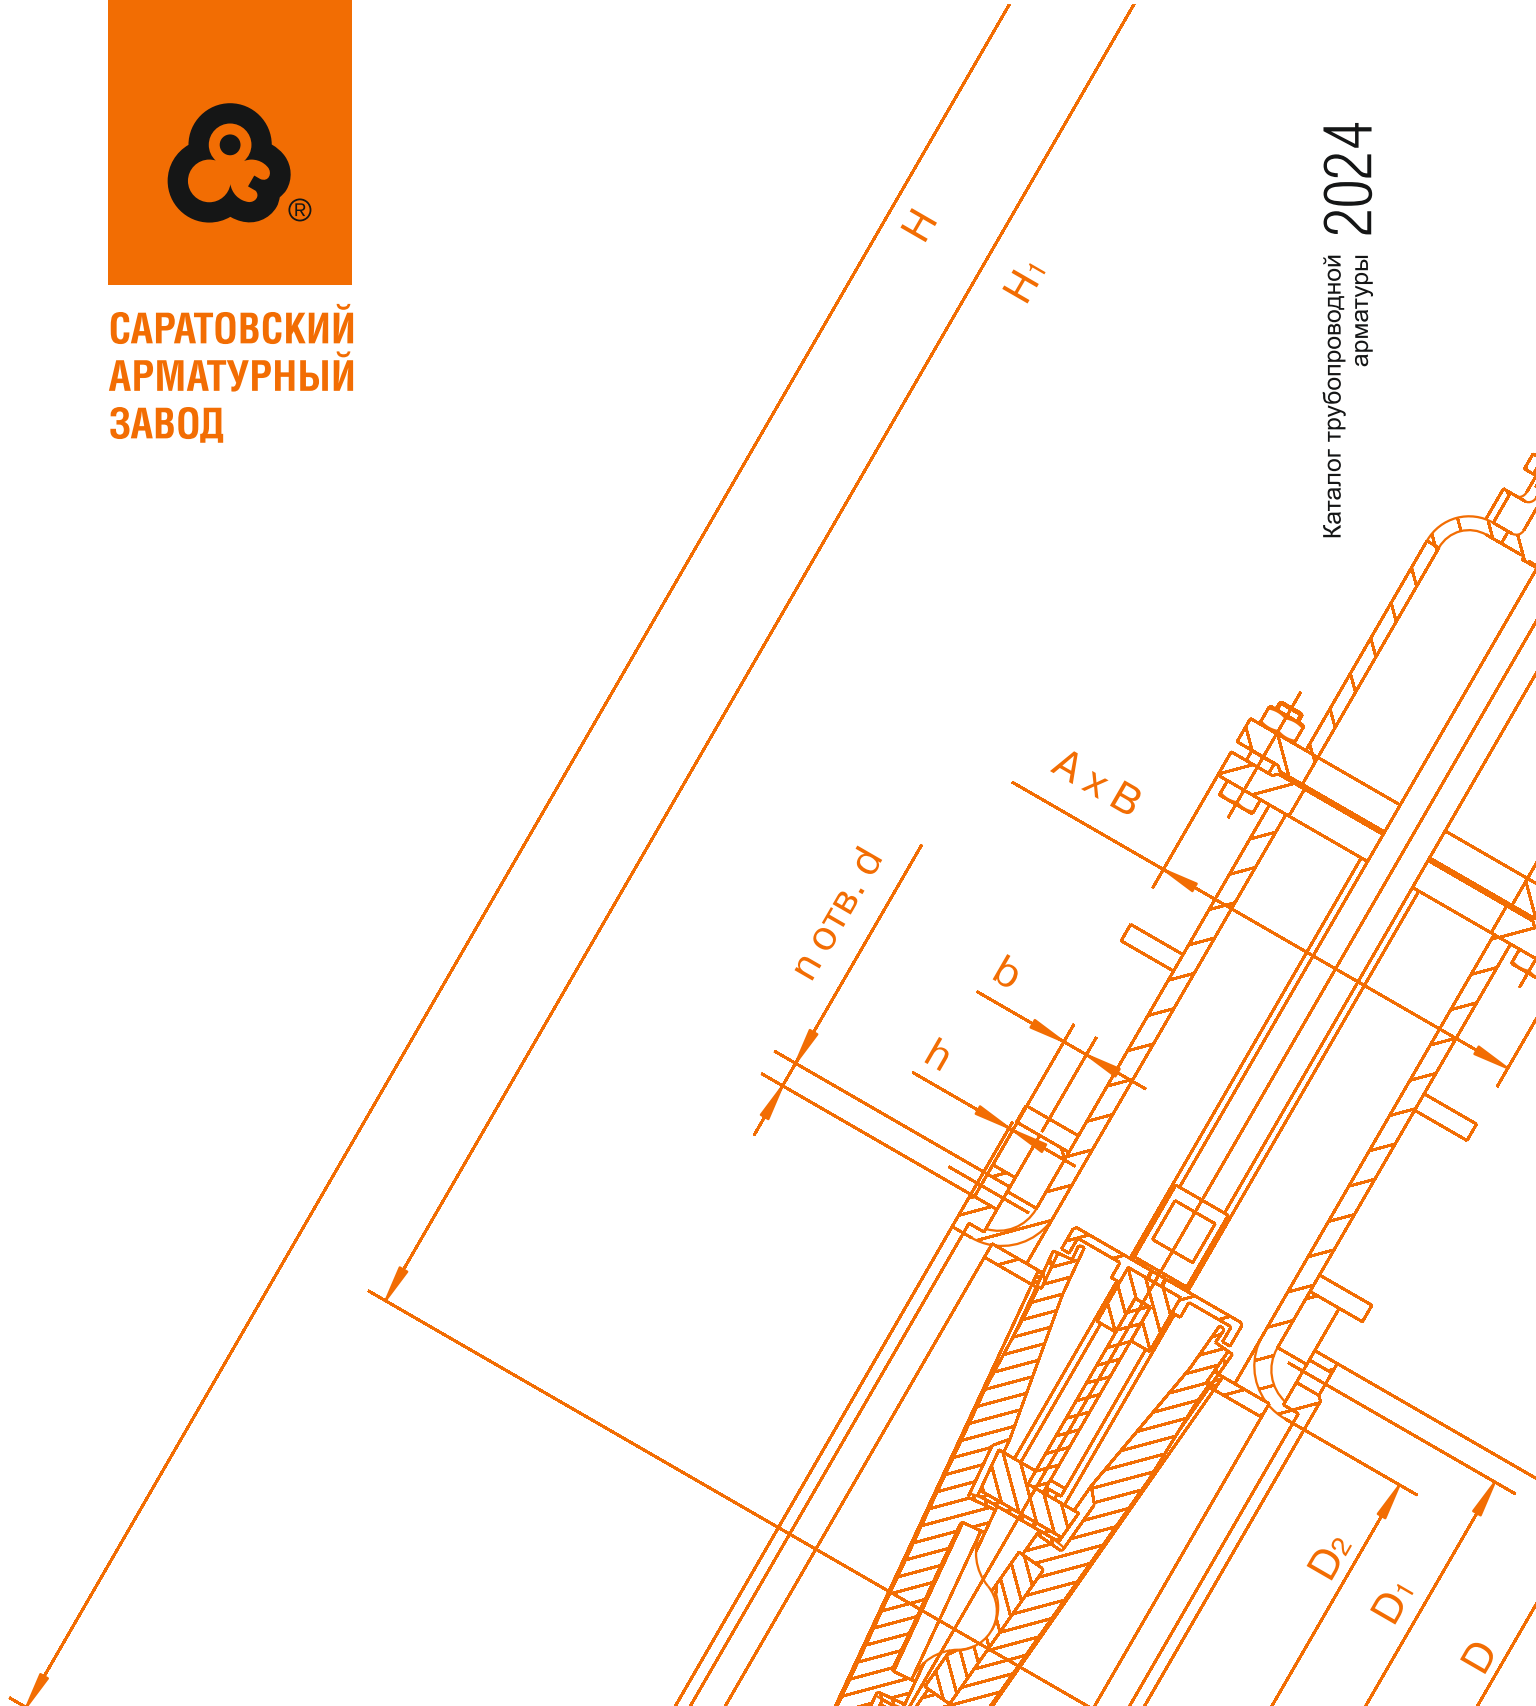 ®
САРАТОВСКИЙ
АРМАТУРНЫЙ
ЗАВОД
Каталог трубопроводной
арматуры
2024
H
H1
A x B
n отв. d
b
h
D2
D1
D